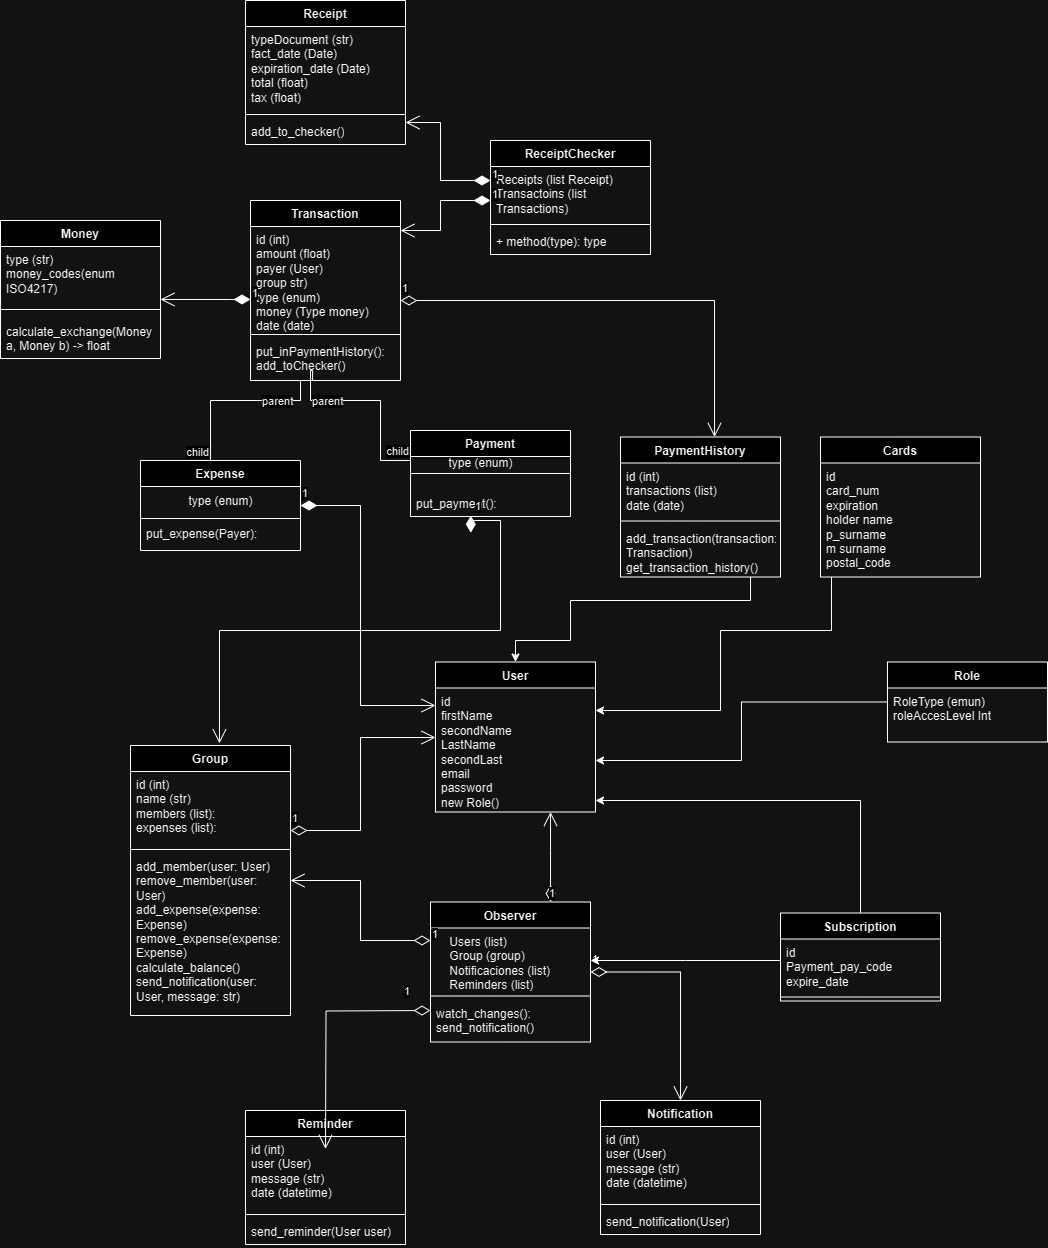 Receipt
typeDocument (str)
fact_date (Date)
expiration_date (Date)
total (float)
tax (float)
add_to_checker()
ReceiptChecker
1
Receipts (list Receipt)
1
Transactoins (list
Transactions)
+ method(type): type
Transaction
id (int)
amount (float)
payer (User)
group str)
type (enum)
money (Type money)
date (date)
put_inPaymentHistory():
add_toChecker()
1
1
Money
type (str)
money_codes(enum
ISO4217)
calculate_exchange(Money
a, Money b) -> float
parent
parent
child
child
Expense
type (enum)
put_expense(Payer):
1
Payment
type (enum)
put_payment():
1
PaymentHistory
id (int)
transactions (list)
date (date)
add_transaction(transaction:
Transaction)
get_transaction_history()
Cards
id
card_num
expiration
holder name
p_surname
m surname
postal_code
User
id
firstName
secondName
LastName
secondLast
email
password
new Role()
Role
RoleType (emun)
roleAccesLevel Int
Group
id (int)
name (str)
members (list):
expenses (list):
add_member(user: User)
remove_member(user:
User)
add_expense(expense:
Expense)
remove_expense(expense:
Expense)
calculate_balance()
send_notification(user:
User, message: str)
1
1
Observer
1
Users (list)
Group (group)
Notificaciones (list)
Reminders (list)
watch_changes():
send_notification()
1
1
Subscription
id
Payment_pay_code
expire_date
Reminder
id (int)
user (User)
message (str)
date (datetime)
send_reminder(User user)
Notification
id (int)
user (User)
message (str)
date (datetime)
send_notification(User)